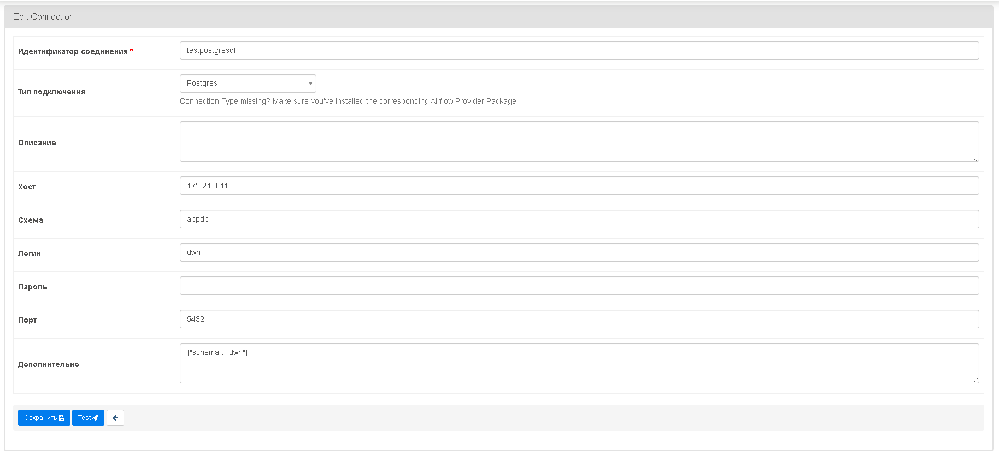 Edit Connection
Идентификатор соединения *
testpostgresql
Тип подключения *
Postgres
Connection Type missing? Make sure you've installed the corresponding Airflow Provider Package.
Описание
Хост
172.24.0.41
Схема
appdb
Логин
dwh
Пароль
Порт
5432
Дополнительно
{"schema": "dwh"}
Сохранить
Test